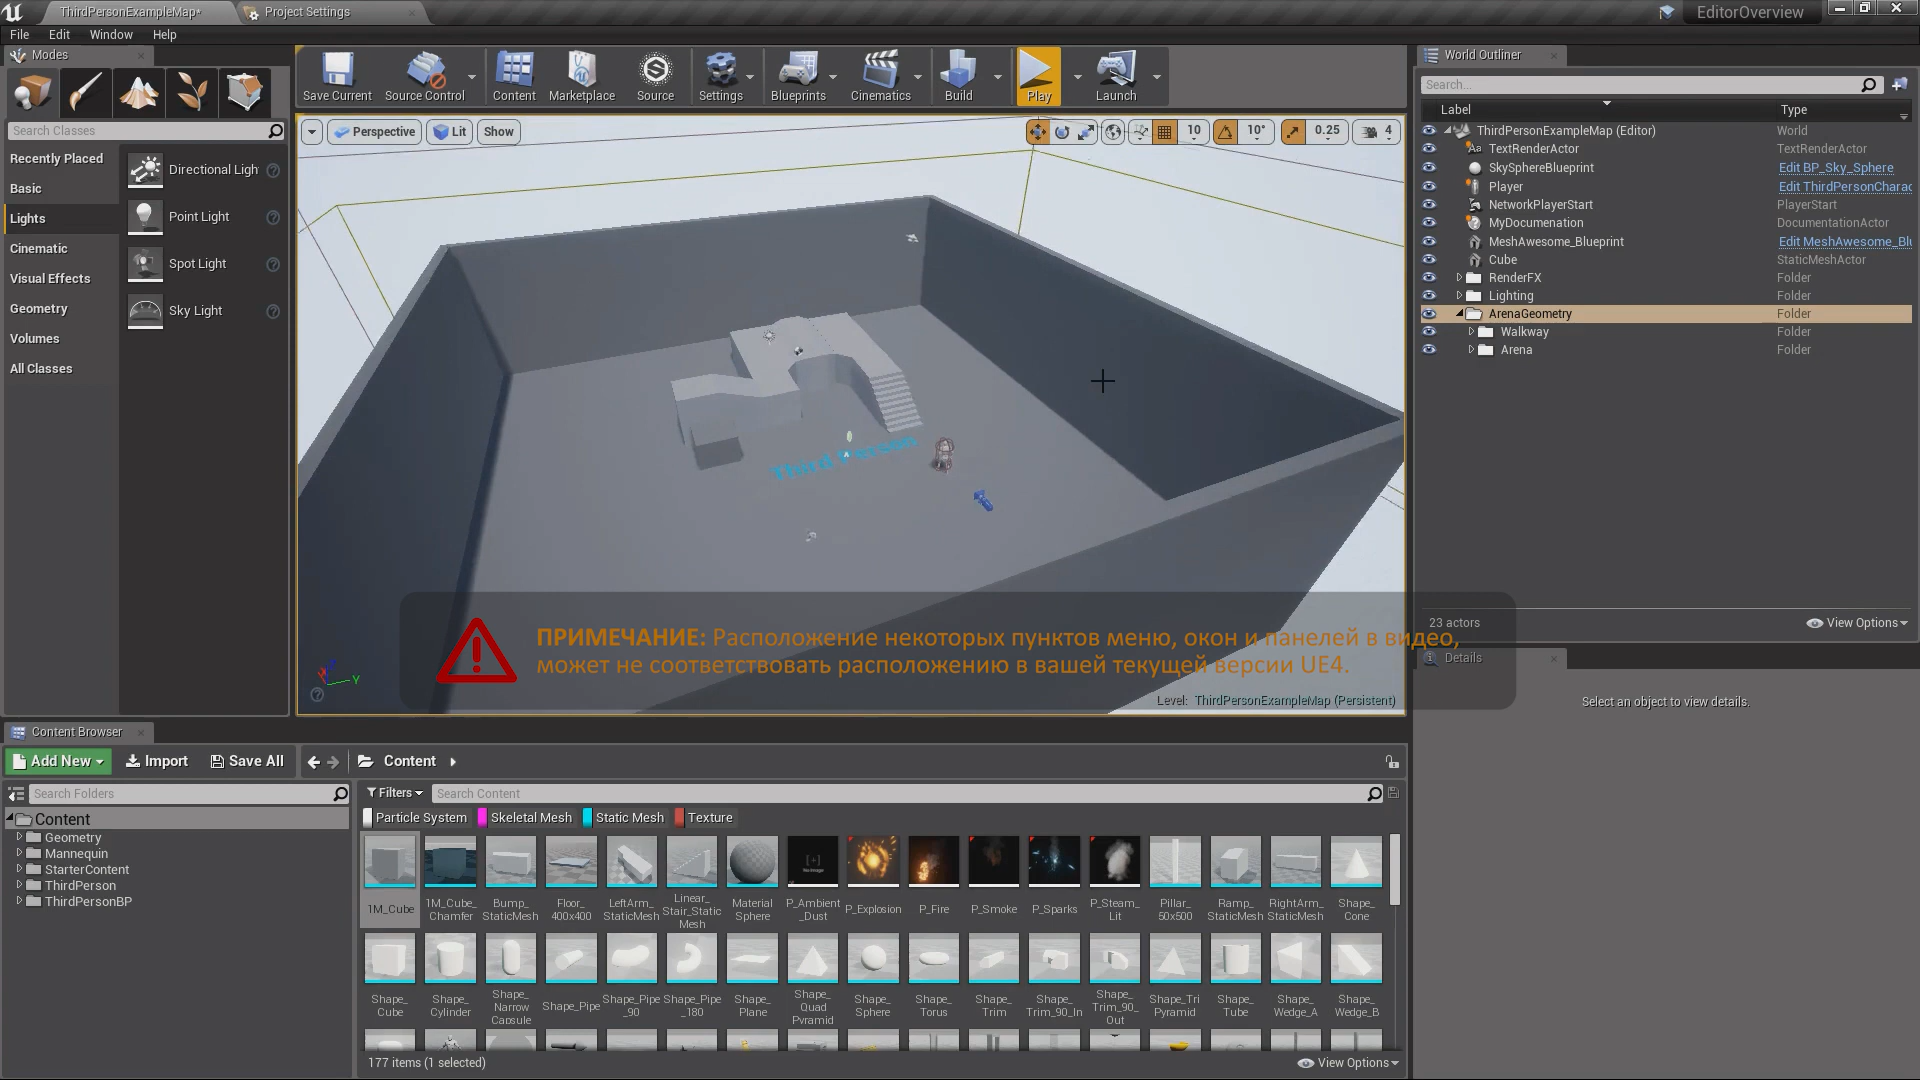 ThirdPersonExampleMap*
Project Settings
EditorOverview
File Edit Window Help
Modes
Save Current
Source Control
Content
Marketplace
Source
Settings
Blueprints
Cinematics
Build
Play
Launch
World Outliner
Search...
Label Type
Search Classes
Recently Placed
Basic
Lights
Cinematic
Visual Effects
Geometry
Volumes
All Classes
Directional Ligh
Point Light
Spot Light
Sky Light
Perspective Lit Show
10 10° 0.25 4
Third Person
ThirdPersonExampleMap (Editor) World
TextRenderActor TextRenderActor
SkySphereBlueprint Edit BP_Sky_Sphere
Player Edit ThirdPersonCharac
NetworkPlayerStart PlayerStart
MyDocumenation DocumentationActor
MeshAwesome_Blueprint Edit MeshAwesome_Blu
Cube StaticMeshActor
RenderFX Folder
Lighting Folder
ArenaGeometry Folder
Walkway Folder
Arena Folder
23 actors
View Options
ПРИМЕЧАНИЕ: Расположение некоторых пунктов меню, окон и панелей в видео,
может не соответствовать расположению в вашей текущей версии UE4.
Y
Level: ThirdPersonExampleMap (Persistent)
Details
Select an object to view details.
Content Browser
Add New Import Save All Content
Search Folders
Content
Geometry
Mannequin
StarterContent
ThirdPerson
ThirdPersonBP
Filters
Search Content
Particle System Skeletal Mesh Static Mesh Texture
1M_Cube
1M_Cube_
Chamfer
Bump_
StaticMesh
Floor_
400x400
LeftArm_
StaticMesh
Linear_
Stair_Static
Mesh
Material
Sphere
P_Ambient
_Dust
P_Explosion
P_Fire
P_Smoke
P_Sparks
P_Steam_
Lit
Pillar_
50x500
Ramp_
StaticMesh
RightArm_
StaticMesh
Shape_
Cone
Shape_
Cube
Shape_
Cylinder
Shape_
Narrow
Capsule
Shape_Pipe
Shape_Pipe
_90
Shape_Pipe
_180
Shape_
Plane
Shape_
Quad
Pyramid
Shape_
Sphere
Shape_
Torus
Shape_
Trim
Shape_
Trim_90_In
Shape_
Trim_90_
Out
Shape_Tri
Pyramid
Shape_
Tube
Shape_
Wedge_A
Shape_
Wedge_B
177 items (1 selected)
View Options